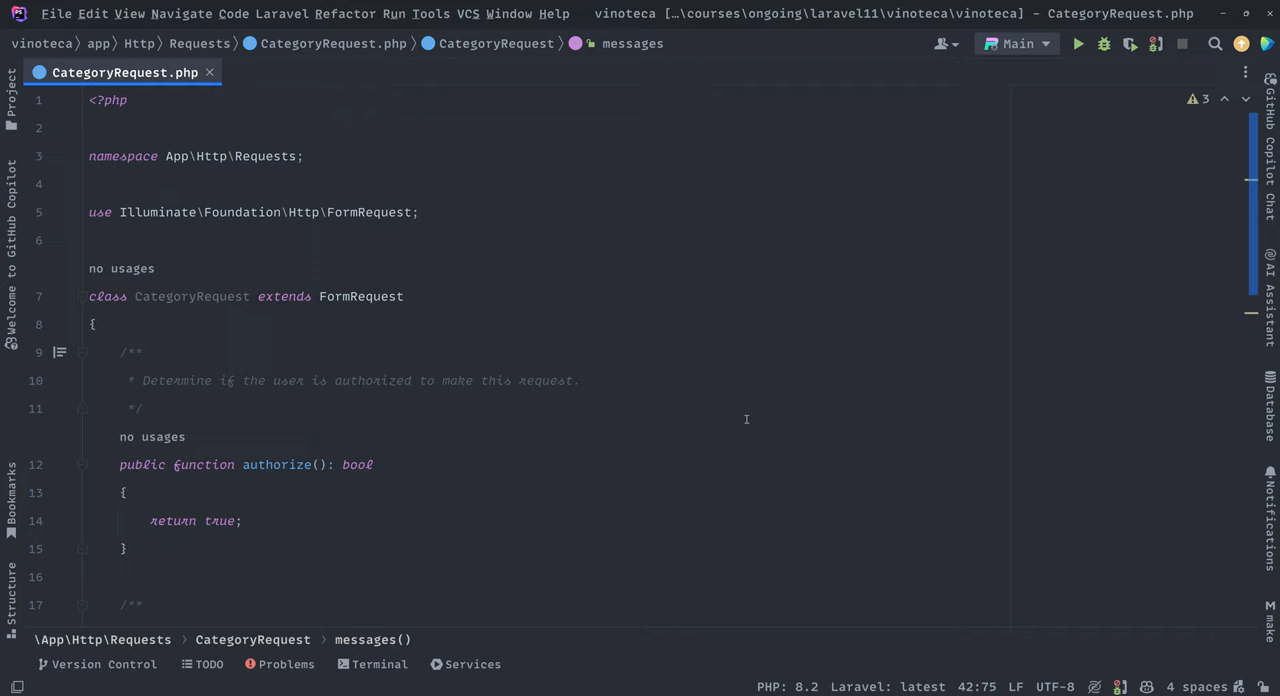 PS File Edit View Navigate Code Laravel Refactor Run Tools VCS Window Help vinoteca […\courses\ongoing\laravel11\vinoteca\vinoteca] – CategoryRequest.php
vinoteca app Http Requests CategoryRequest.php CategoryRequest messages Main
Project
CategoryRequest.php
1 <?php
3
2
3 namespace App\Http\Requests;
4
5 use Illuminate\Foundation\Http\FormRequest;
6
no usages
7 class CategoryRequest extends FormRequest
8 {
9 /**
10 * Determine if the user is authorized to make this request.
11 */
no usages
12 public function authorize(): bool
13 {
14 return true;
15 }
16
17 /**
Welcome to GitHub Copilot
Bookmarks
Structure
GitHub Copilot Chat
AI Assistant
Database
Notifications
M make
\App\Http\Requests › CategoryRequest › messages()
Version Control TODO Problems Terminal Services
PHP: 8.2 Laravel: latest 42:75 LF UTF-8 4 spaces